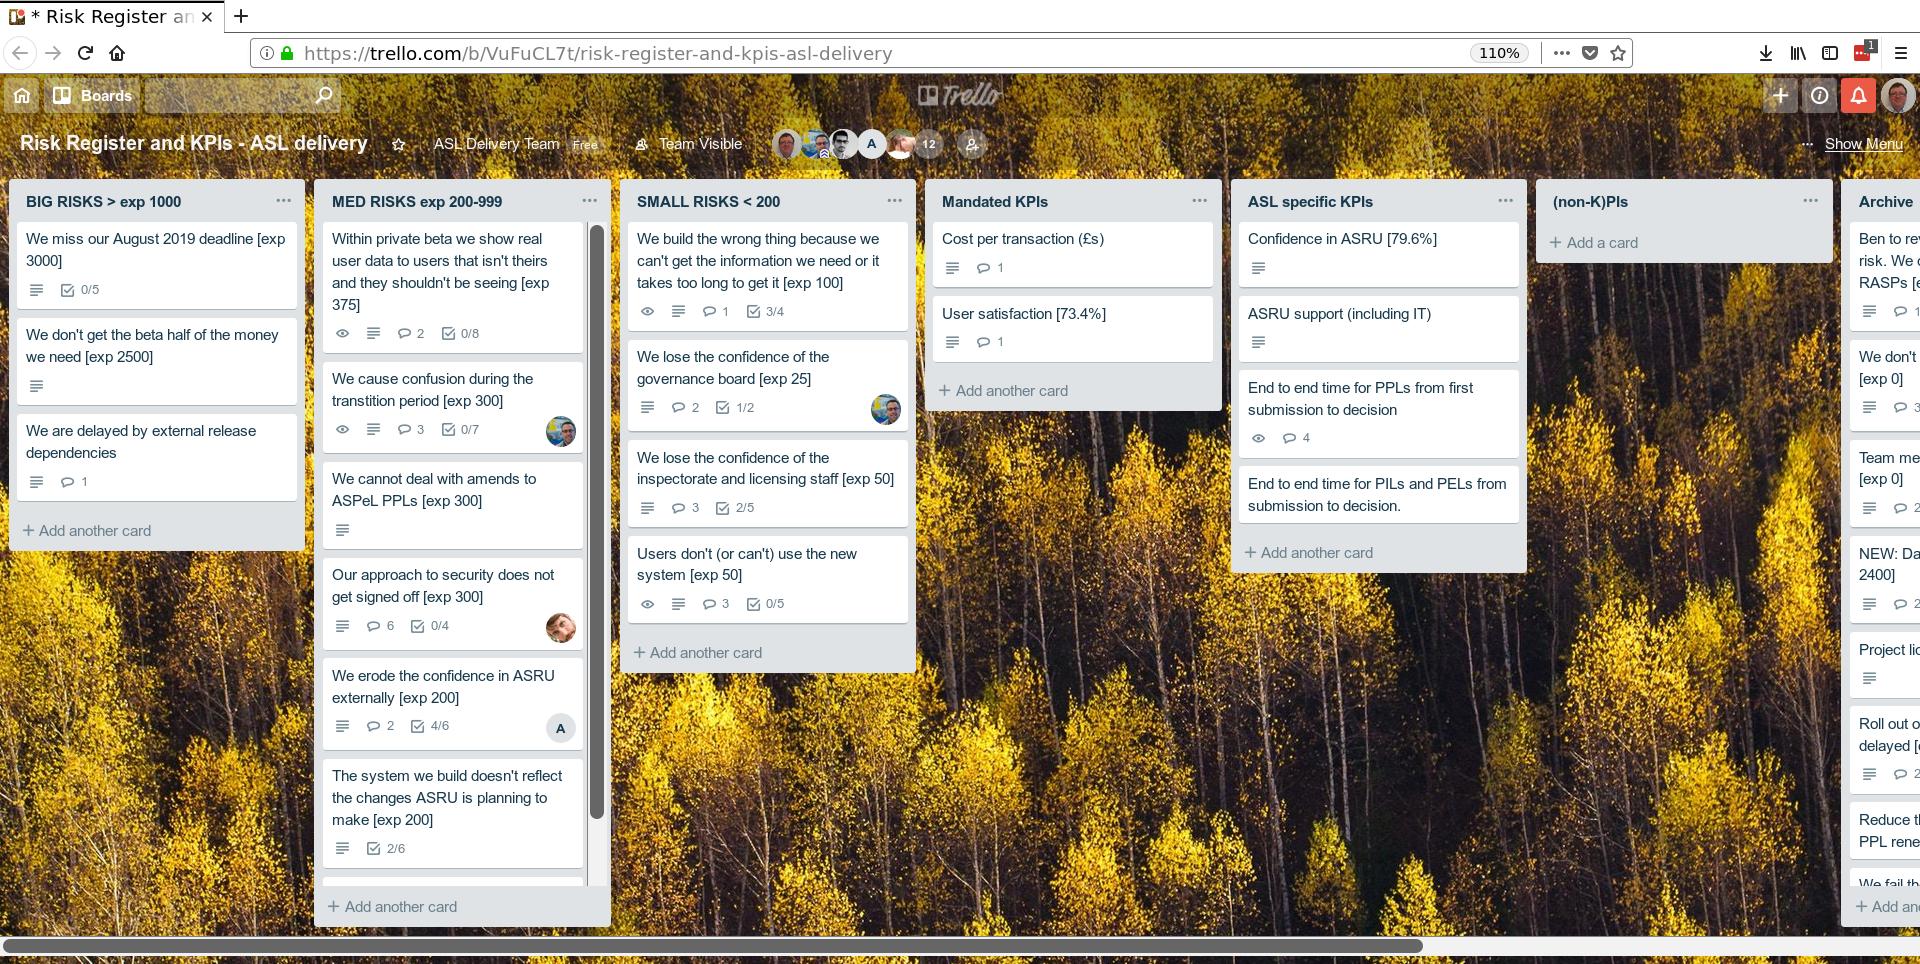 * Risk Register an
https://trello.com/b/VuFuCL7t/risk-register-and-kpis-asl-delivery
110%
1
Boards
Trello
Risk Register and KPIs - ASL delivery
ASL Delivery Team Free
Team Visible
A
12
Show Menu
BIG RISKS > exp 1000
We miss our August 2019 deadline [exp
3000]
0/5
We don't get the beta half of the money
we need [exp 2500]
We are delayed by external release
dependencies
1
+ Add another card
MED RISKS exp 200-999
Within private beta we show real
user data to users that isn't theirs
and they shouldn't be seeing [exp
375]
2 0/8
We cause confusion during the
transtition period [exp 300]
3 0/7
We cannot deal with amends to
ASPeL PPLs [exp 300]
Our approach to security does not
get signed off [exp 300]
6 0/4
We erode the confidence in ASRU
externally [exp 200]
2 4/6
A
The system we build doesn't reflect
the changes ASRU is planning to
make [exp 200]
2/6
+ Add another card
SMALL RISKS < 200
We build the wrong thing because we
can't get the information we need or it
takes too long to get it [exp 100]
1 3/4
We lose the confidence of the
governance board [exp 25]
2 1/2
We lose the confidence of the
inspectorate and licensing staff [exp 50]
3 2/5
Users don't (or can't) use the new
system [exp 50]
3 0/5
+ Add another card
Mandated KPIs
Cost per transaction (£s)
1
User satisfaction [73.4%]
1
+ Add another card
ASL specific KPIs
Confidence in ASRU [79.6%]
ASRU support (including IT)
End to end time for PPLs from first
submission to decision
4
End to end time for PILs and PELs from
submission to decision.
+ Add another card
(non-K)PIs
+ Add a card
Archive
Ben to re
risk. We c
RASPs [e
1
We don't
[exp 0]
3
Team me
[exp 0]
2
NEW: Da
2400]
2
Project lic
Roll out o
delayed [
2
Reduce t
PPL rene
We fail th
+ Add an